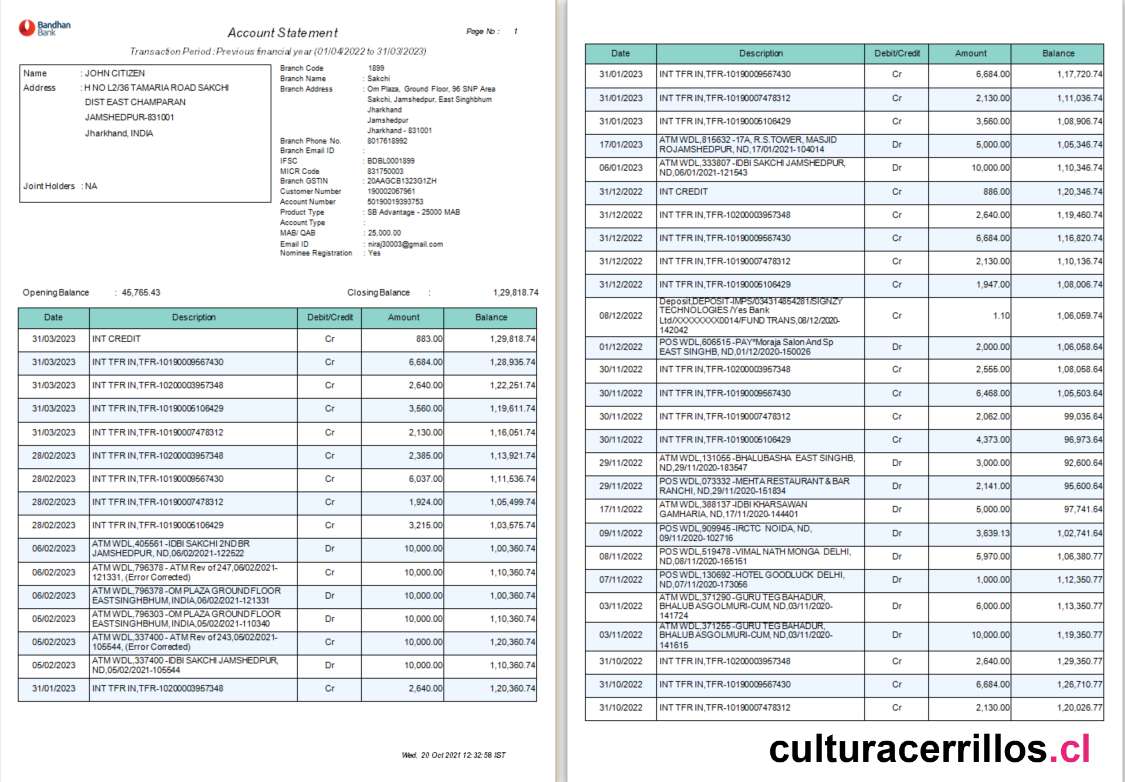 Bandhan
Bank
Account Statement
Page No : 1
Transaction Period : Previous financial year (01/04/2022 to 31/03/2023)
Name : JOHN CITIZEN
Address : H NO L2/36 TAMARIA ROAD SAKCHI
DIST EAST CHAMPARAN
JAMSHEDPUR-831001
Jharkhand, INDIA
Joint Holders : NA
Branch Code 1899
Branch Name : Sakchi
Branch Address : Om Plaza, Ground Floor, 96 SNP Area
Sakchi, Jamshedpur, East Singhbhum
Jharkhand
Jamshedpur
Jharkhand - 831001
Branch Phone No. 8017618992
Branch Email ID :
IFSC : BDBL0001899
MICR Code 831750003
Branch GSTIN : 20AAGCB1323G1ZH
Customer Number 190002067961
Account Number 50190019393753
Product Type : SB Advantage - 25000 MAB
Account Type :
MAB/ QAB : 25,000.00
Email ID : niraj30003@gmail.com
Nominee Registration : Yes
Opening Balance : 45,765.43
Closing Balance : 1,29,818.74
Date Description Debit/Credit Amount Balance
31/03/2023 INT CREDIT Cr 883.00 1,29,818.74
31/03/2023 INT TFR IN,TFR-10190009567430 Cr 6,684.00 1,28,935.74
31/03/2023 INT TFR IN,TFR-10200003957348 Cr 2,640.00 1,22,251.74
31/03/2023 INT TFR IN,TFR-10190005106429 Cr 3,560.00 1,19,611.74
31/03/2023 INT TFR IN,TFR-10190007478312 Cr 2,130.00 1,16,051.74
28/02/2023 INT TFR IN,TFR-10200003957348 Cr 2,385.00 1,13,921.74
28/02/2023 INT TFR IN,TFR-10190009567430 Cr 6,037.00 1,11,536.74
28/02/2023 INT TFR IN,TFR-10190007478312 Cr 1,924.00 1,05,499.74
28/02/2023 INT TFR IN,TFR-10190005106429 Cr 3,215.00 1,03,575.74
06/02/2023 ATM WDL,405561 -IDBI SAKCHI 2ND BR
JAMSHEDPUR, ND,06/02/2021-122522 Dr 10,000.00 1,00,360.74
06/02/2023 ATM WDL,796378 - ATM Rev of 247,06/02/2021-
121331, (Error Corrected) Cr 10,000.00 1,10,360.74
06/02/2023 ATM WDL,796378 -OM PLAZA GROUND FLOOR
EASTSINGHBHUM, INDIA,06/02/2021-121331 Dr 10,000.00 1,00,360.74
05/02/2023 ATM WDL,796303 -OM PLAZA GROUND FLOOR
EASTSINGHBHUM, INDIA,05/02/2021-110340 Dr 10,000.00 1,10,360.74
05/02/2023 ATM WDL,337400 - ATM Rev of 243,05/02/2021-
105544, (Error Corrected) Cr 10,000.00 1,20,360.74
05/02/2023 ATM WDL,337400 -IDBI SAKCHI JAMSHEDPUR,
ND,05/02/2021-105544 Dr 10,000.00 1,10,360.74
31/01/2023 INT TFR IN,TFR-10200003957348 Cr 2,640.00 1,20,360.74
Wed, 20 Oct 2021 12:32:58 IST
Date Description Debit/Credit Amount Balance
31/01/2023 INT TFR IN,TFR-10190009567430 Cr 6,684.00 1,17,720.74
31/01/2023 INT TFR IN,TFR-10190007478312 Cr 2,130.00 1,11,036.74
31/01/2023 INT TFR IN,TFR-10190005106429 Cr 3,560.00 1,08,906.74
17/01/2023 ATM WDL,815632 -17A, R.S.TOWER, MASJID
ROJAMSHEDPUR, ND,17/01/2021-104014 Dr 5,000.00 1,05,346.74
06/01/2023 ATM WDL,333807 -IDBI SAKCHI JAMSHEDPUR,
ND,06/01/2021-121543 Dr 10,000.00 1,10,346.74
31/12/2022 INT CREDIT Cr 886.00 1,20,346.74
31/12/2022 INT TFR IN,TFR-10200003957348 Cr 2,640.00 1,19,460.74
31/12/2022 INT TFR IN,TFR-10190009567430 Cr 6,684.00 1,16,820.74
31/12/2022 INT TFR IN,TFR-10190007478312 Cr 2,130.00 1,10,136.74
31/12/2022 INT TFR IN,TFR-10190005106429 Cr 1,947.00 1,08,006.74
08/12/2022 Deposit,DEPOSIT-IMPS/034314854281/SIGNZY
TECHNOLOGIES /Yes Bank
Ltd/XXXXXXXX0014/FUND TRANS,08/12/2020-
142042 Cr 1.10 1,06,059.74
01/12/2022 POS WDL,606515 -PAY*Moraja Salon And Sp
EAST SINGHB, ND,01/12/2020-150026 Dr 2,000.00 1,06,058.64
30/11/2022 INT TFR IN,TFR-10200003957348 Cr 2,555.00 1,08,058.64
30/11/2022 INT TFR IN,TFR-10190009567430 Cr 6,468.00 1,05,503.64
30/11/2022 INT TFR IN,TFR-10190007478312 Cr 2,062.00 99,035.64
30/11/2022 INT TFR IN,TFR-10190005106429 Cr 4,373.00 96,973.64
29/11/2022 ATM WDL,131055 -BHALUBASHA EAST SINGHB,
ND,29/11/2020-183547 Dr 3,000.00 92,600.64
29/11/2022 POS WDL,073332 -MEHTA RESTAURANT & BAR
RANCHI, ND,29/11/2020-151834 Dr 2,141.00 95,600.64
17/11/2022 ATM WDL,388137 -IDBI KHARSAWAN
GAMHARIA, ND,17/11/2020-144401 Dr 5,000.00 97,741.64
09/11/2022 POS WDL,909945 -IRCTC NOIDA, ND,
09/11/2020-102716 Dr 3,639.13 1,02,741.64
08/11/2022 POS WDL,519478 -VIMAL NATH MONGA DELHI,
ND,08/11/2020-165151 Dr 5,970.00 1,06,380.77
07/11/2022 POS WDL,130692 -HOTEL GOODLUCK DELHI,
ND,07/11/2020-173056 Dr 1,000.00 1,12,350.77
03/11/2022 ATM WDL,371290 -GURU TEG BAHADUR,
BHALUB ASGOLMURI-CUM, ND,03/11/2020-
141724 Dr 6,000.00 1,13,350.77
03/11/2022 ATM WDL,371255 -GURU TEG BAHADUR,
BHALUB ASGOLMURI-CUM, ND,03/11/2020-
141615 Dr 10,000.00 1,19,350.77
31/10/2022 INT TFR IN,TFR-10200003957348 Cr 2,640.00 1,29,350.77
31/10/2022 INT TFR IN,TFR-10190009567430 Cr 6,684.00 1,26,710.77
31/10/2022 INT TFR IN,TFR-10190007478312 Cr 2,130.00 1,20,026.77
culturacerrillos.cl